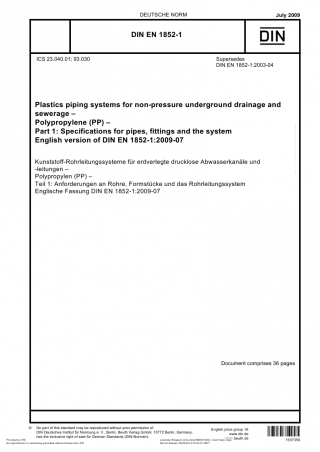 DEUTSCHE NORM
July 2009
DIN EN 1852-1
DIN
ICS 23.040.01; 93.030
Supersedes
DIN EN 1852-1:2003-04
Plastics piping systems for non-pressure underground drainage and
sewerage –
Polypropylene (PP) –
Part 1: Specifications for pipes, fittings and the system
English version of DIN EN 1852-1:2009-07
Kunststoff-Rohrleitungssysteme für erdverlegte drucklose Abwasserkanäle und
-leitungen –
Polypropylen (PP) –
Teil 1: Anforderungen an Rohre, Formstücke und das Rohrleitungssystem
Englische Fassung DIN EN 1852-1:2009-07
Document comprises 36 pages
No part of this standard may be reproduced without prior permission of
DIN Deutsches Institut für Normung e. V., Berlin. Beuth Verlag GmbH, 10772 Berlin, Germany,
has the exclusive right of sale for German Standards (DIN-Normen).
English price group 16
www.din.de
www.beuth.de